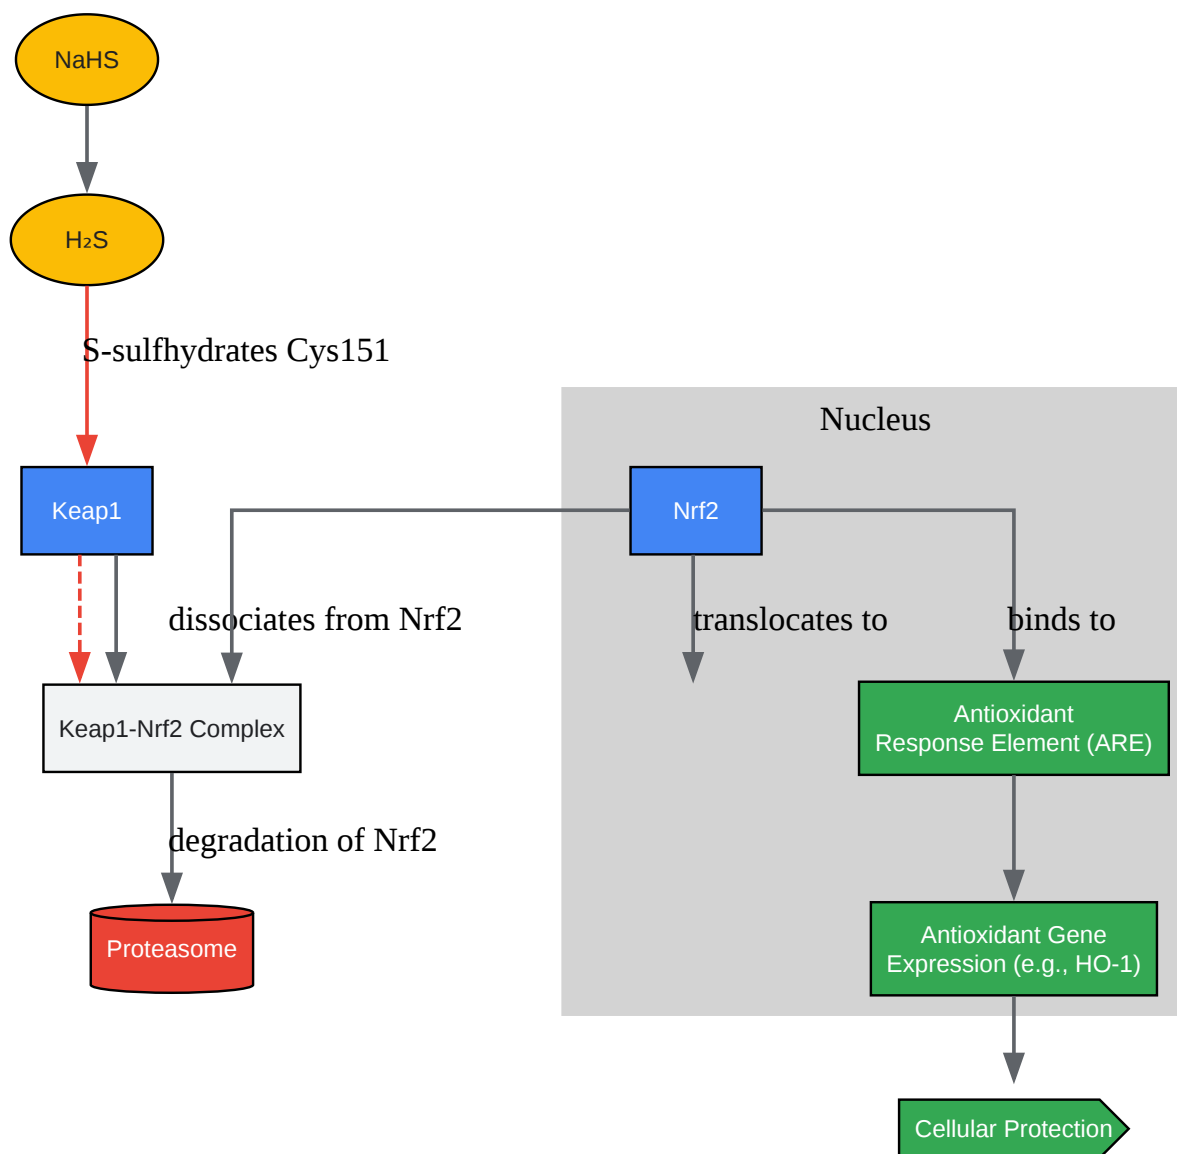 NaHS
H₂S
S-sulfhydrates Cys151
Nucleus
Keap1
Nrf2
dissociates from Nrf2
translocates to
binds to
Keap1-Nrf2 Complex
Antioxidant
Response Element (ARE)
degradation of Nrf2
Proteasome
Antioxidant Gene
Expression (e.g., HO-1)
Cellular Protection